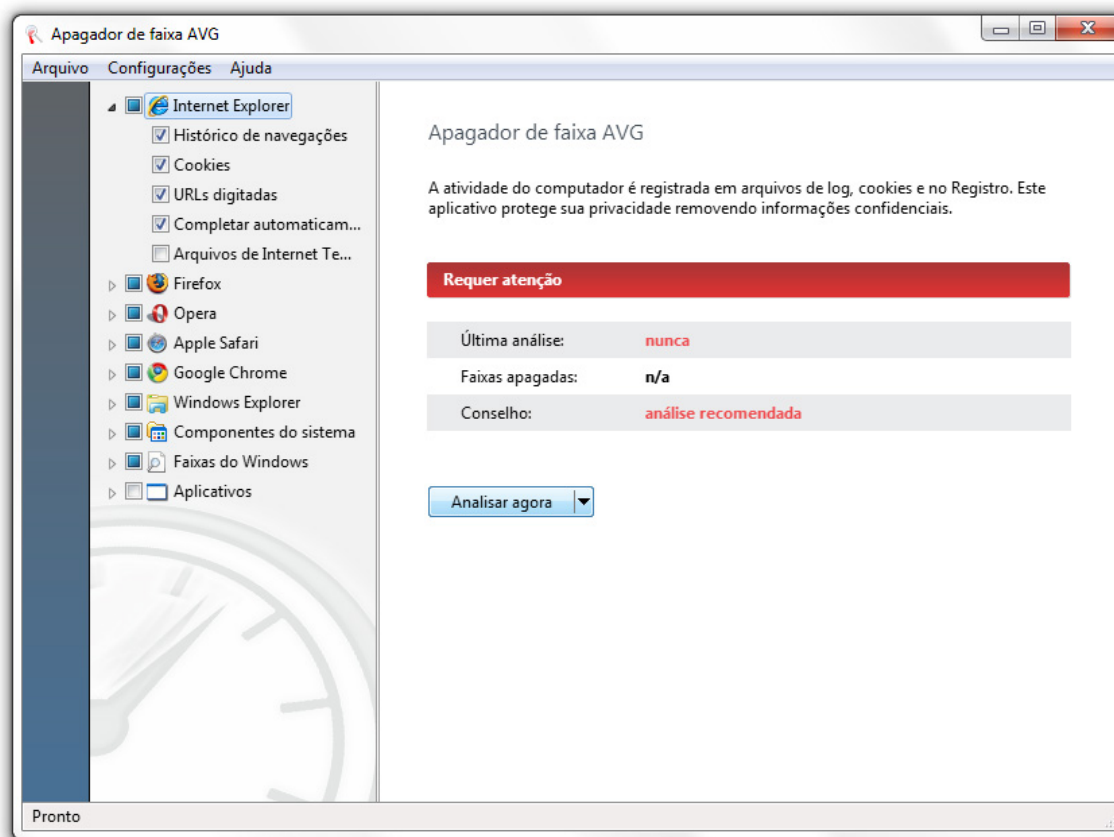 Apagador de faixa AVG
Arquivo Configurações Ajuda
Internet Explorer
Histórico de navegações
Cookies
URLs digitadas
Completar automaticam...
Arquivos de Internet Te...
Firefox
Opera
Apple Safari
Google Chrome
Windows Explorer
Componentes do sistema
Faixas do Windows
Aplicativos
Apagador de faixa AVG
A atividade do computador é registrada em arquivos de log, cookies e no Registro. Este
aplicativo protege sua privacidade removendo informações confidenciais.
Requer atenção
Última análise: nunca
Faixas apagadas: n/a
Conselho: análise recomendada
Analisar agora
Pronto